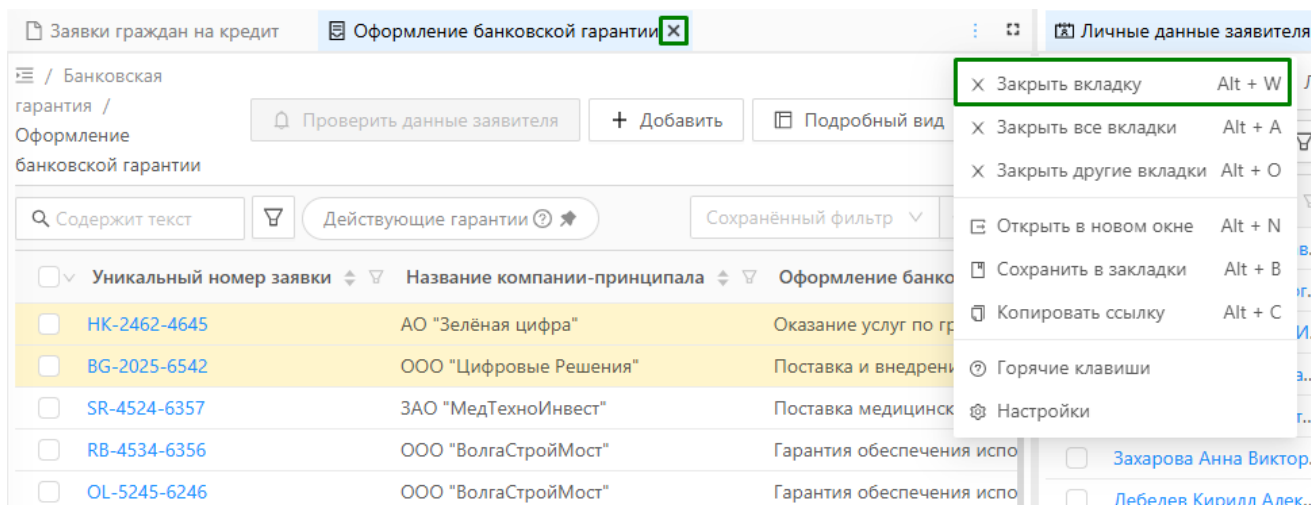 Заявки граждан на кредит
Оформление банковской гарантии
Личные данные заявителя
/ Банковская
гарантия /
Оформление
банковской гарантии
Проверить данные заявителя
+ Добавить
Подробный вид
Закрыть вкладку Alt + W
Закрыть все вкладки Alt + A
Закрыть другие вкладки Alt + O
Открыть в новом окне Alt + N
Сохранить в закладки Alt + B
Копировать ссылку Alt + C
Горячие клавиши
Настройки
Содержит текст
Действующие гарантии
Сохранённый фильтр
Уникальный номер заявки Название компании-принципала Оформление банко
НК-2462-4645 АО "Зелёная цифра" Оказание услуг по гр
BG-2025-6542 ООО "Цифровые Решения" Поставка и внедрени
SR-4524-6357 ЗАО "МедТехноИнвест" Поставка медицинск
RB-4534-6356 ООО "ВолгаСтройМост" Гарантия обеспечения испо
OL-5245-6246 ООО "ВолгаСтройМост" Гарантия обеспечения испо
Захарова Анна Виктор.
Лебедев Кирилл Алек..